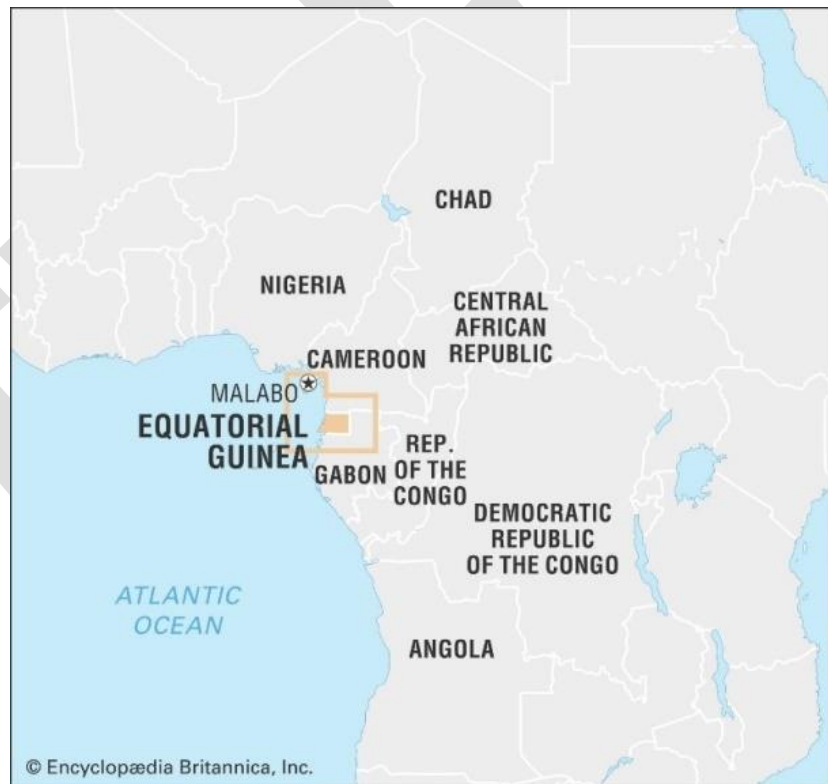 CHAD
NIGERIA
CENTRAL
AFRICAN
REPUBLIC
CAMEROON
MALABO
EQUATORIAL
GUINEA
GABON
REP.
OF THE
CONGO
DEMOCRATIC
REPUBLIC
OF THE CONGO
ATLANTIC
OCEAN
ANGOLA
© Encyclopædia Britannica, Inc.